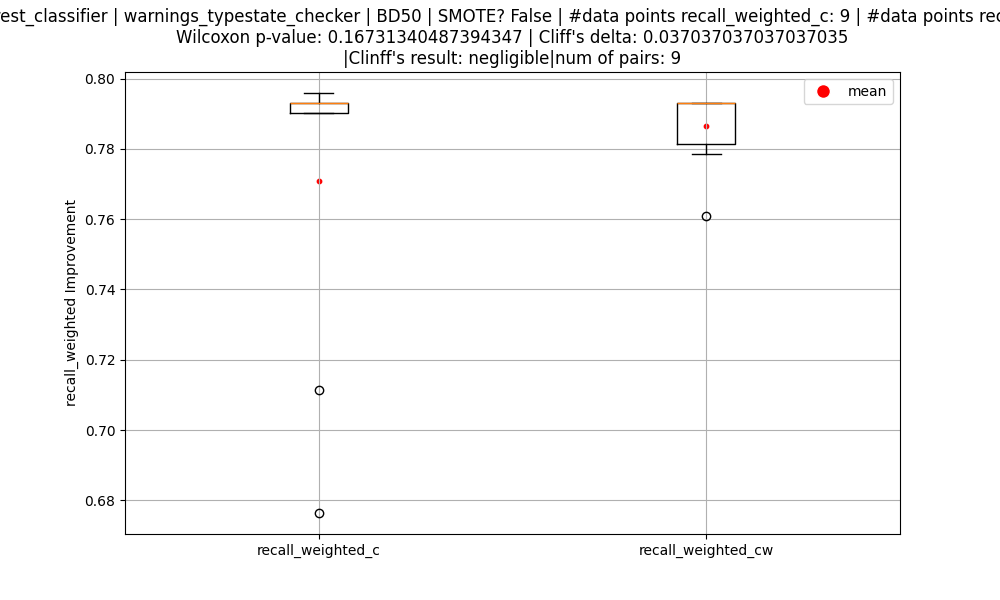 est_classifier | warnings_typestate_checker | BD50 | SMOTE? False | #data points recall_weighted_c: 9 | #data points
Wilcoxon p-value: 0.16731340487394347 | Cliff's delta: 0.037037037037037035
|Clinff's result: negligible|num of pairs: 9
0.80
mean
0.78
0.76
0.74
0.72
0.70
0.68
recall_weighted Improvement
recall_weighted_c
recall_weighted_cw